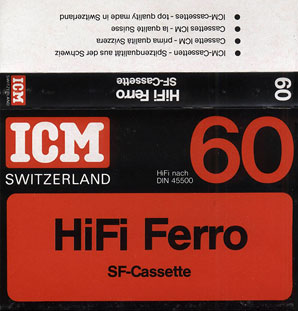 ICM-Cassetten - Spitzenqualität aus der Schweiz
ICM Cassette - prima qualità Svizzera
Cassettes ICM - la qualité Suisse
ICM-cassettes - top quality made in Switzerland
ICM
SWITZERLAND
HiFi Ferro
SF-Cassette
60
ICM
SWITZERLAND
60
HiFi nach
DIN 45500
HiFi Ferro
SF-Cassette